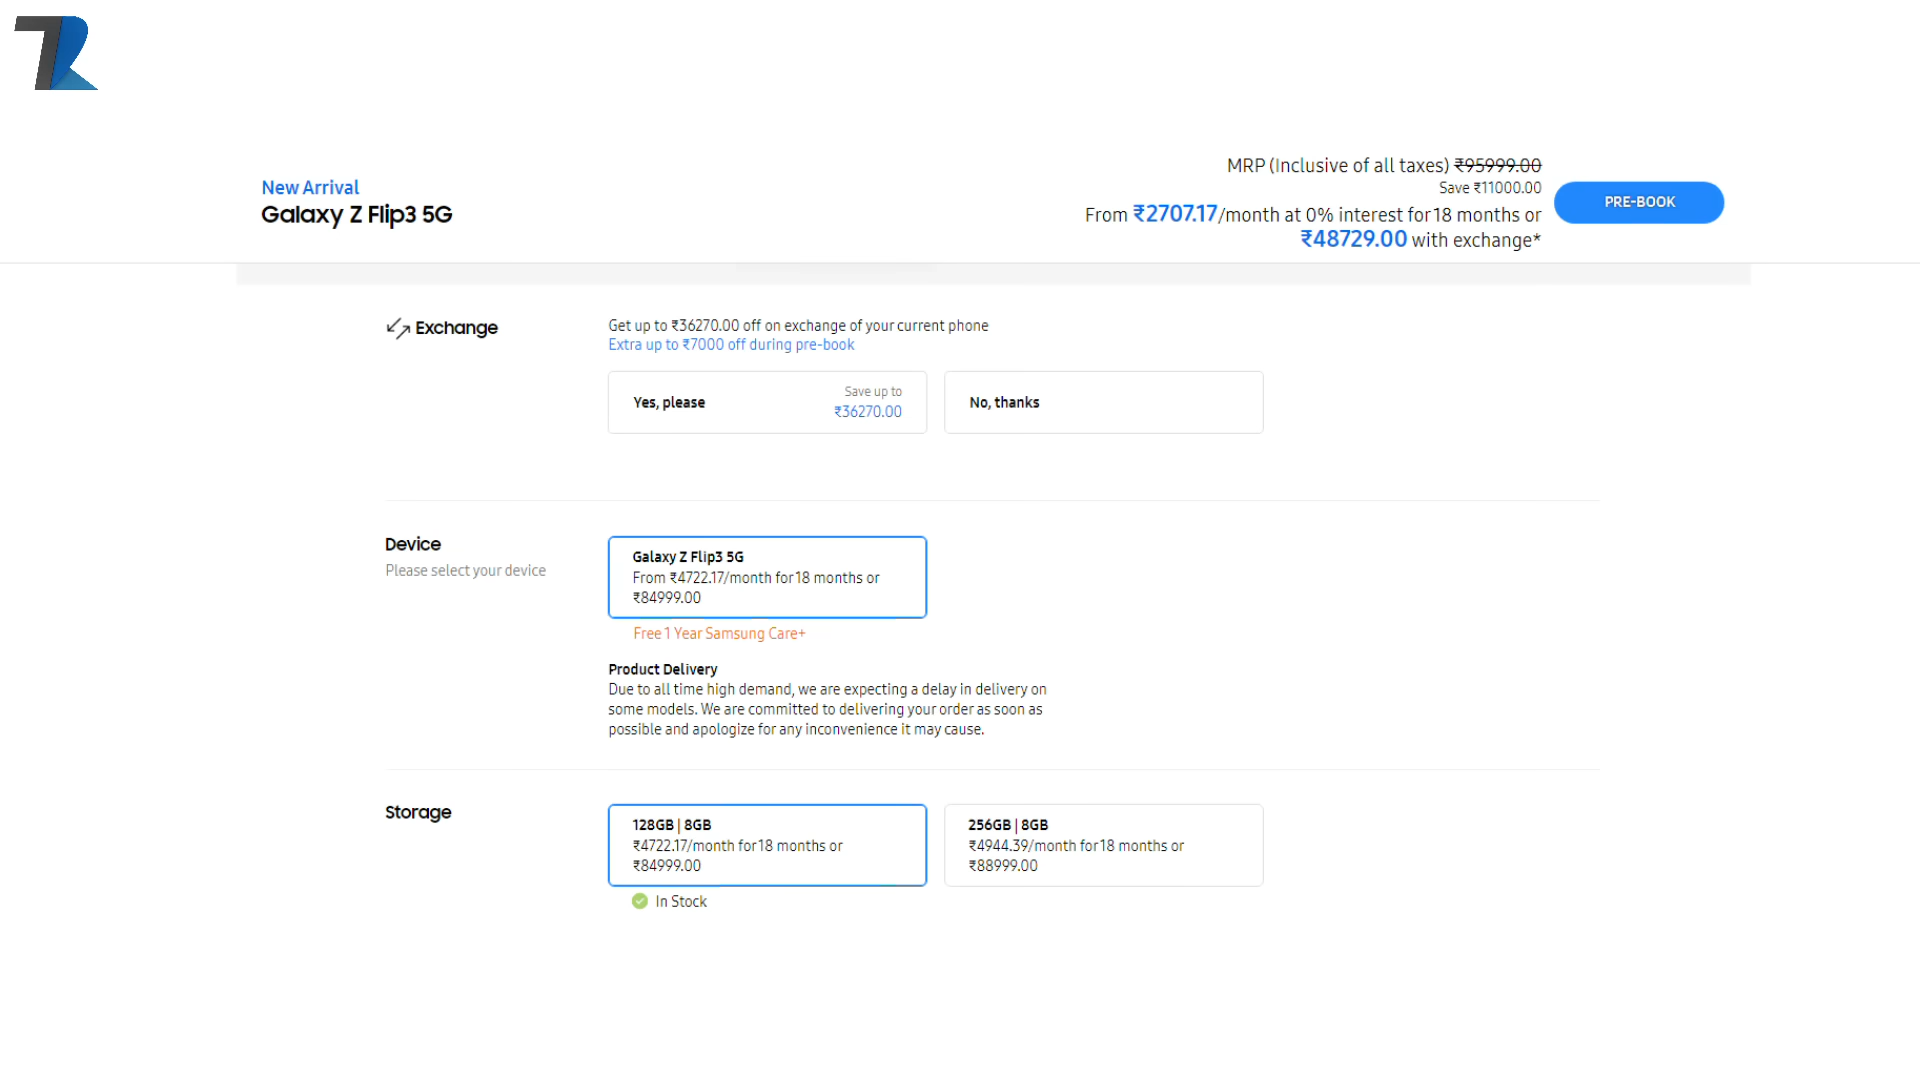 New Arrival
Galaxy Z Flip3 5G
MRP (Inclusive of all taxes) ₹95999.00
Save ₹11000.00
From ₹2707.17/month at 0% interest for 18 months or
₹48729.00 with exchange*
PRE-BOOK
Exchange
Get up to ₹36270.00 off on exchange of your current phone
Extra up to ₹7000 off during pre-book
Yes, please
Save up to
₹36270.00
No, thanks
Device
Please select your device
Galaxy Z Flip3 5G
From ₹4722.17/month for 18 months or
₹84999.00
Free 1 Year Samsung Care+
Product Delivery
Due to all time high demand, we are expecting a delay in delivery on
some models. We are committed to delivering your order as soon as
possible and apologize for any inconvenience it may cause.
Storage
128GB | 8GB
₹4722.17/month for 18 months or
₹84999.00
In Stock
256GB | 8GB
₹4944.39/month for 18 months or
₹88999.00